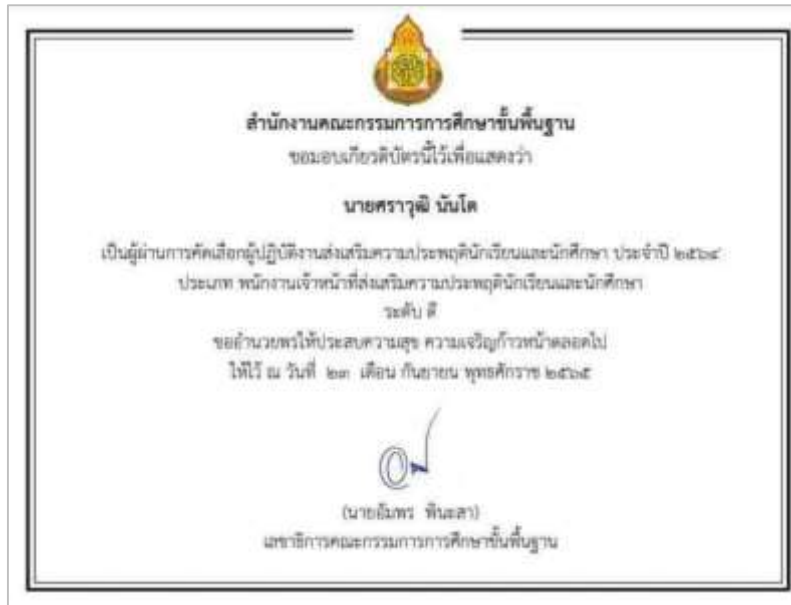 สำนักงานคณะกรรมการการศึกษาขั้นพื้นฐาน
ขอมอบเกียรติบัตรนี้ไว้เพื่อแสดงว่า
นายศราวุฒิ นันโต
เป็นผู้ผ่านการคัดเลือกผู้ปฏิบัติงานส่งเสริมความประพฤตินักเรียนและนักศึกษา ประจำปี ๒๕๖๔
ประเภท พนักงานเจ้าหน้าที่ส่งเสริมความประพฤตินักเรียนและนักศึกษา
ระดับ ดี
ขออำนวยพรให้ประสบความสุข ความเจริญก้าวหน้าตลอดไป
ให้ไว้ ณ วันที่ ๒๓ เดือน กันยายน พุทธศักราช ๒๕๖๕
(นายอัมพร พินะสา)
เลขาธิการคณะกรรมการการศึกษาขั้นพื้นฐาน